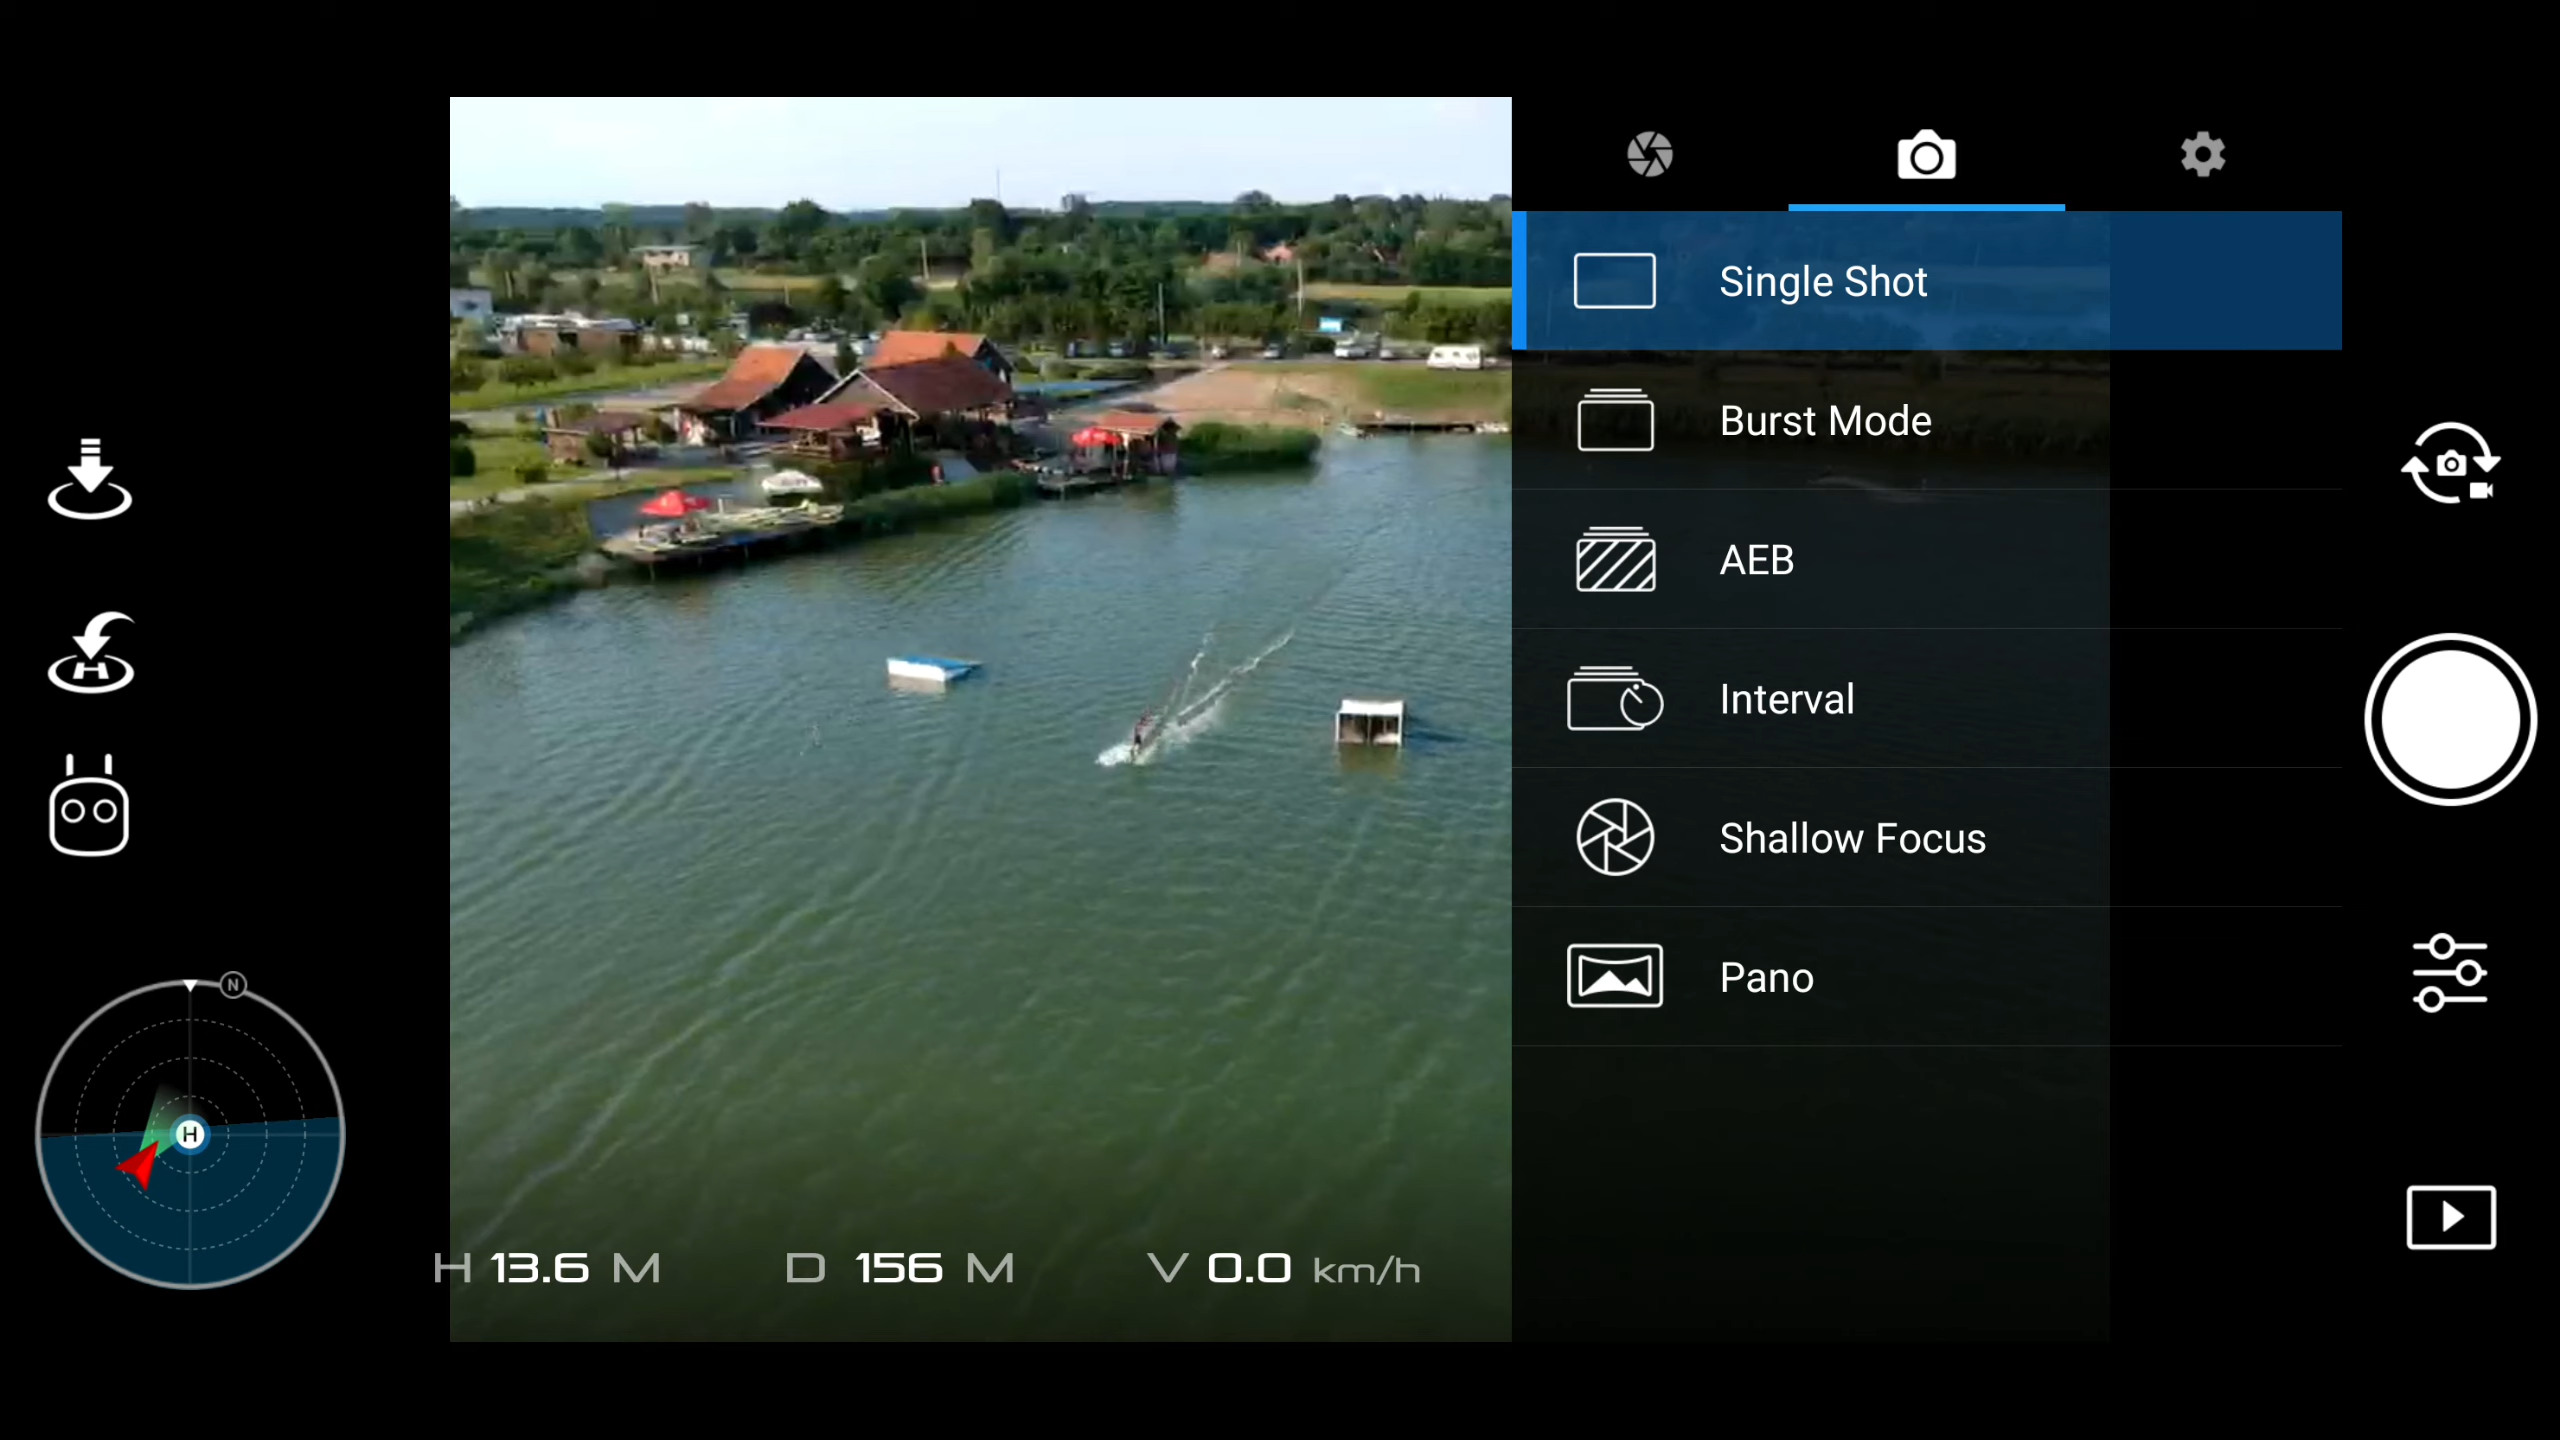 Single Shot
Burst Mode
AEB
Interval
Shallow Focus
Pano
N
H
H
H 13.6 M D 156 M V 0.0 km/h